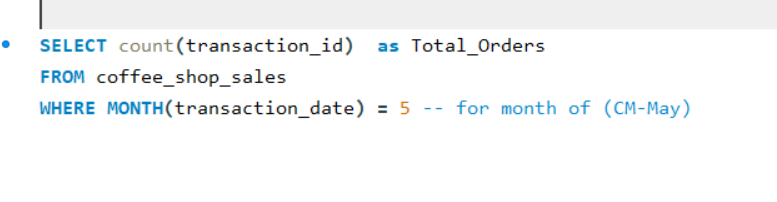 SELECT count(transaction_id)  as Total_Orders
FROM coffee_shop_sales
WHERE MONTH(transaction_date) = 5 -- for month of (CM-May)